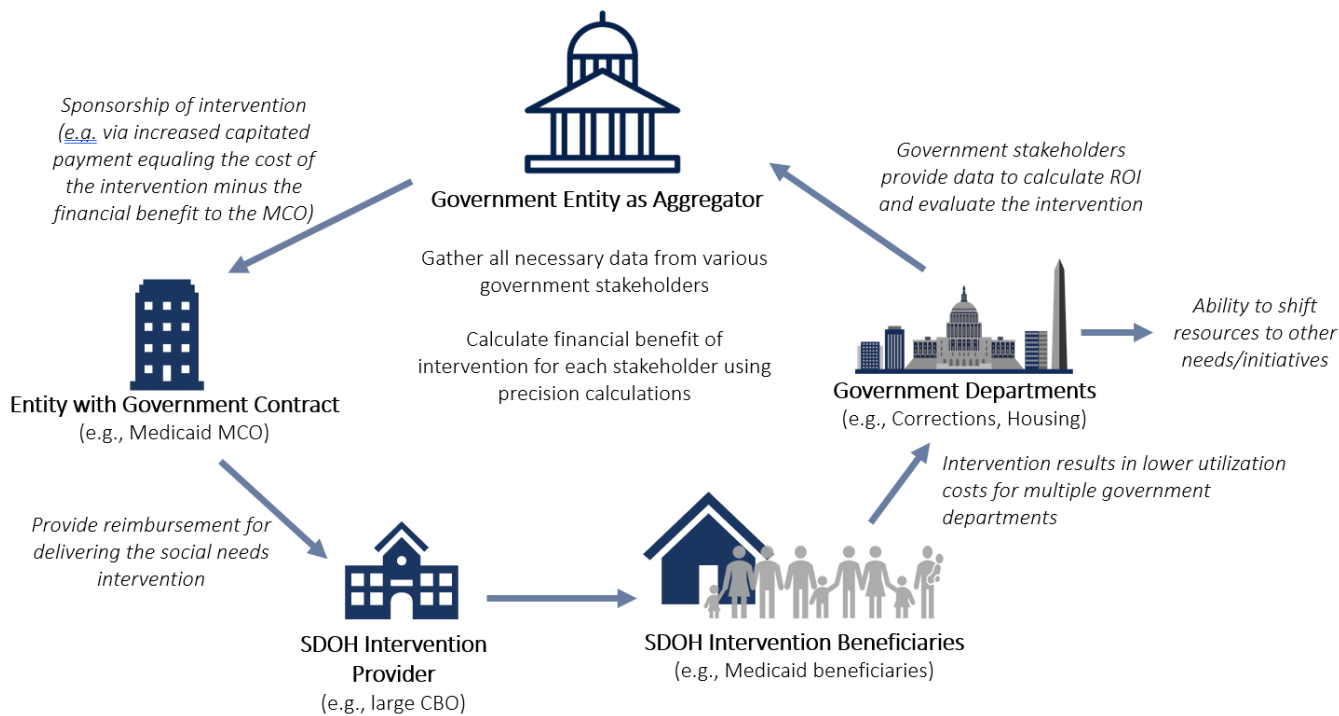 Sponsorship of intervention
(e.g. via increased capitated
payment equaling the cost of
the intervention minus the
financial benefit to the MCO)
Government Entity as Aggregator
Gather all necessary data from various
government stakeholders
Calculate financial benefit of
intervention for each stakeholder using
precision calculations
Government stakeholders
provide data to calculate ROI
and evaluate the intervention
Ability to shift
resources to other
needs/initiatives
Entity with Government Contract
(e.g., Medicaid MCO)
Government Departments
(e.g., Corrections, Housing)
Intervention results in lower utilization
costs for multiple government
departments
Provide reimbursement for
delivering the social needs
intervention
SDOH Intervention
Provider
(e.g., large CBO)
SDOH Intervention Beneficiaries
(e.g., Medicaid beneficiaries)